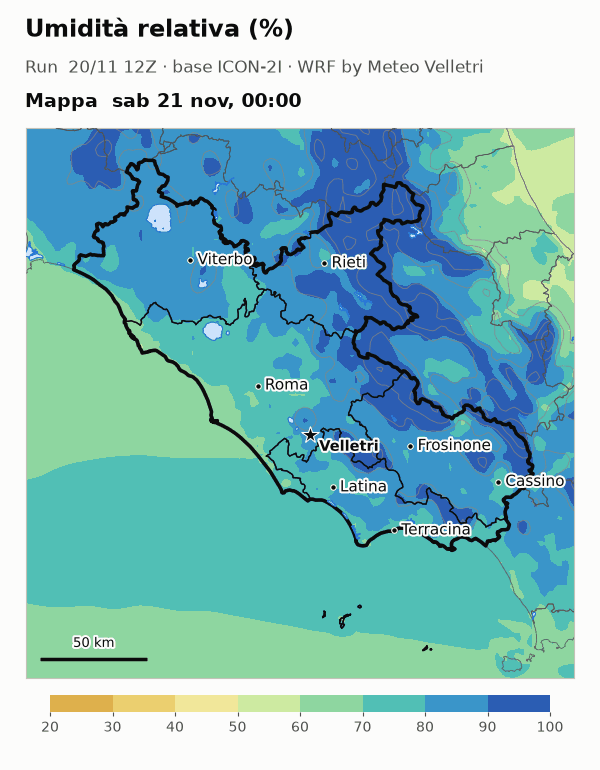 Umidità relativa (%)
Run  20/11 12Z · base ICON-2I · WRF by Meteo Velletri
Mappa  sab 21 nov, 00:00
Viterbo
Rieti
Roma
Velletri
Frosinone
Cassino
Latina
Terracina
50 km
20 30 40 50 60 70 80 90 100